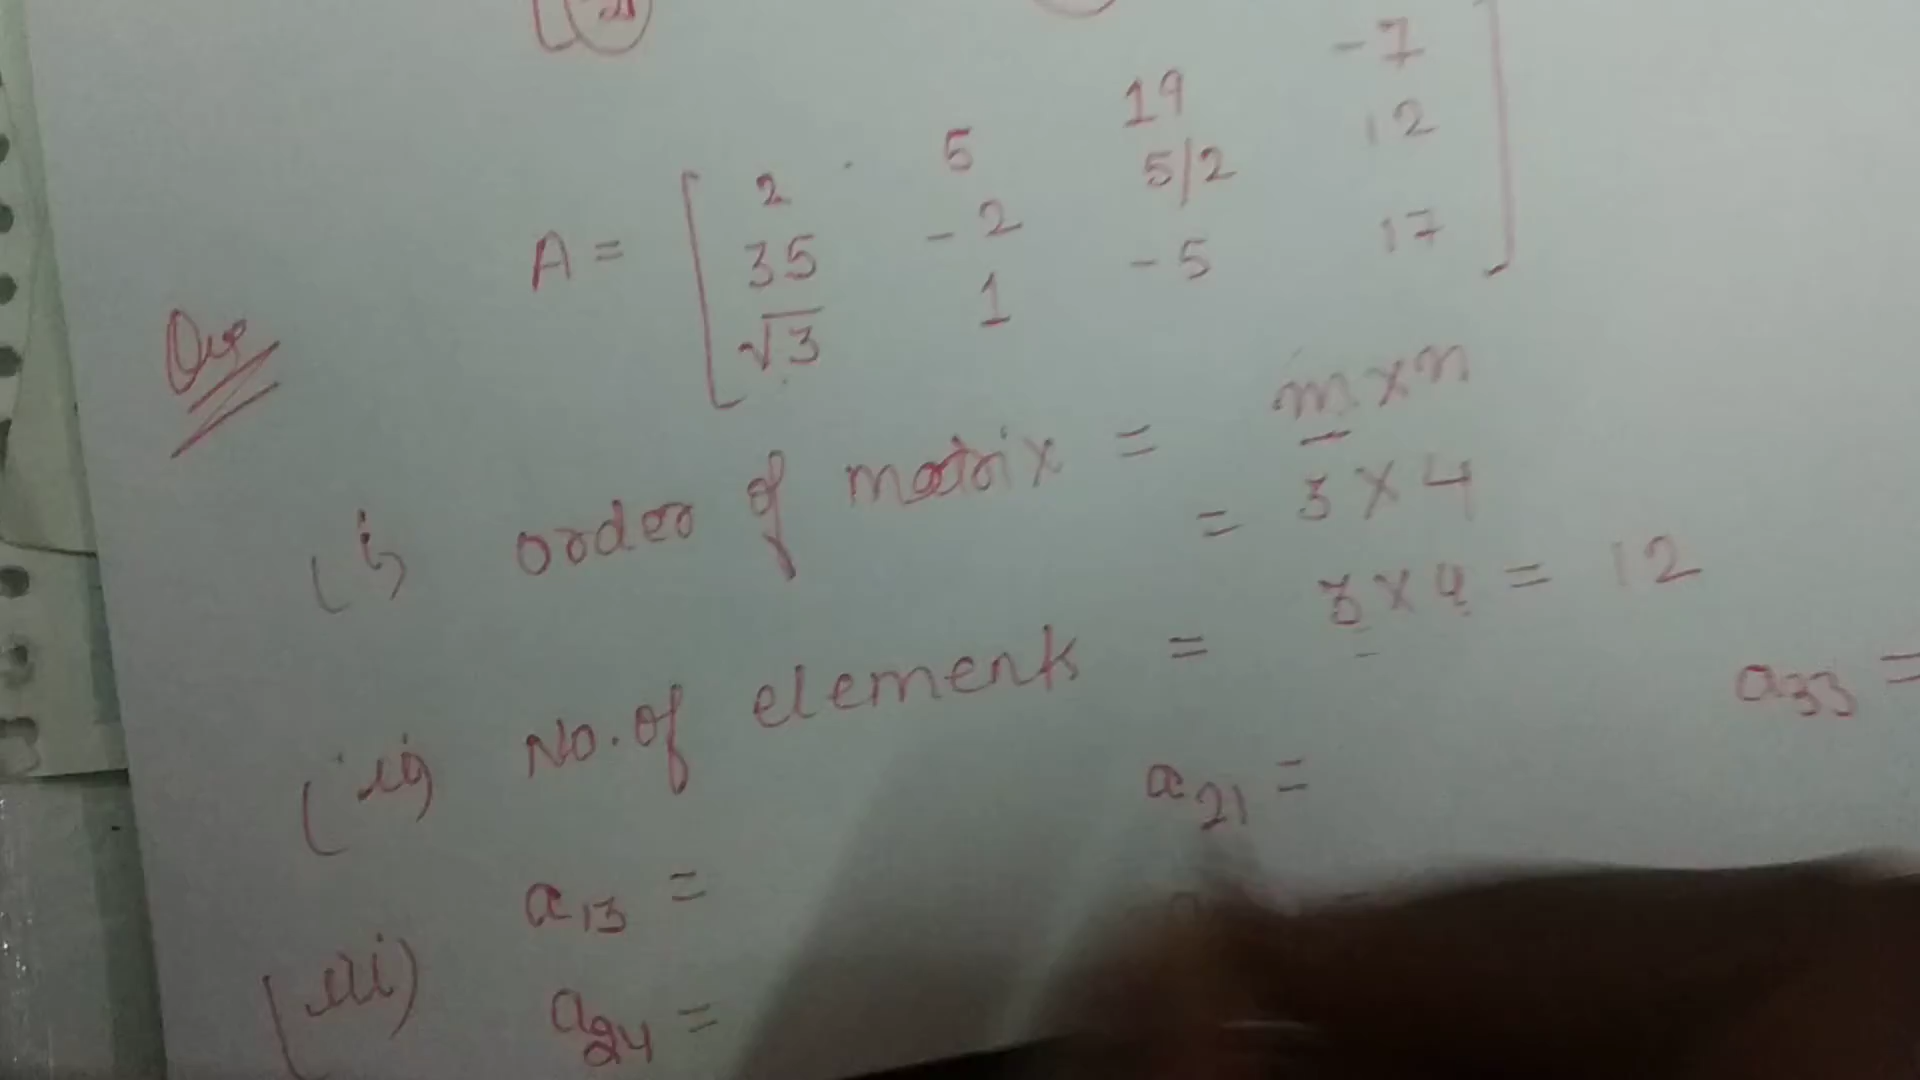 2 5 19 -7
A = 35 -2 5/2 12
√3 1 -5 17
Que
(i) order of matrix = m×n
= 3×4
(ii) No. of elements = 3×4 = 12
(iii) a13 = a21 = a33 =
a24 =